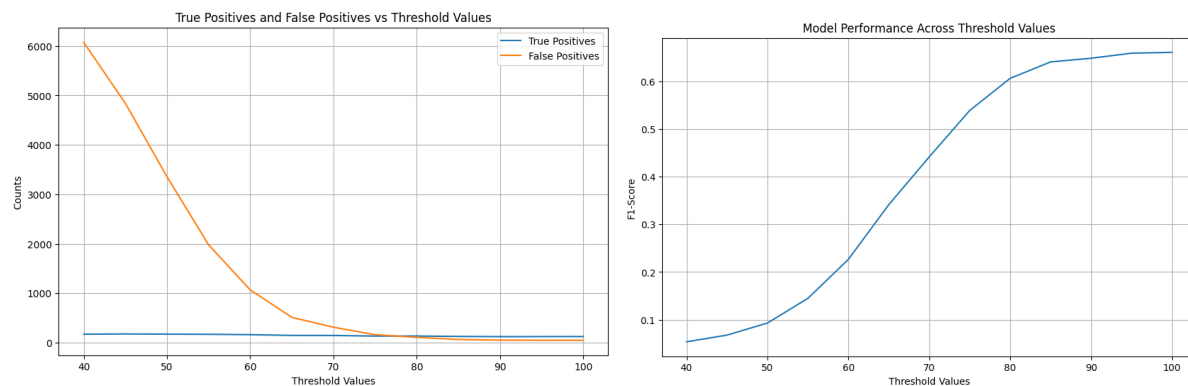 True Positives and False Positives vs Threshold Values
True Positives
False Positives
6000
5000
4000
3000
2000
1000
0
Counts
40 50 60 70 80 90 100
Threshold Values
Model Performance Across Threshold Values
0.6
0.5
0.4
0.3
0.2
0.1
F1-Score
40 50 60 70 80 90 100
Threshold Values